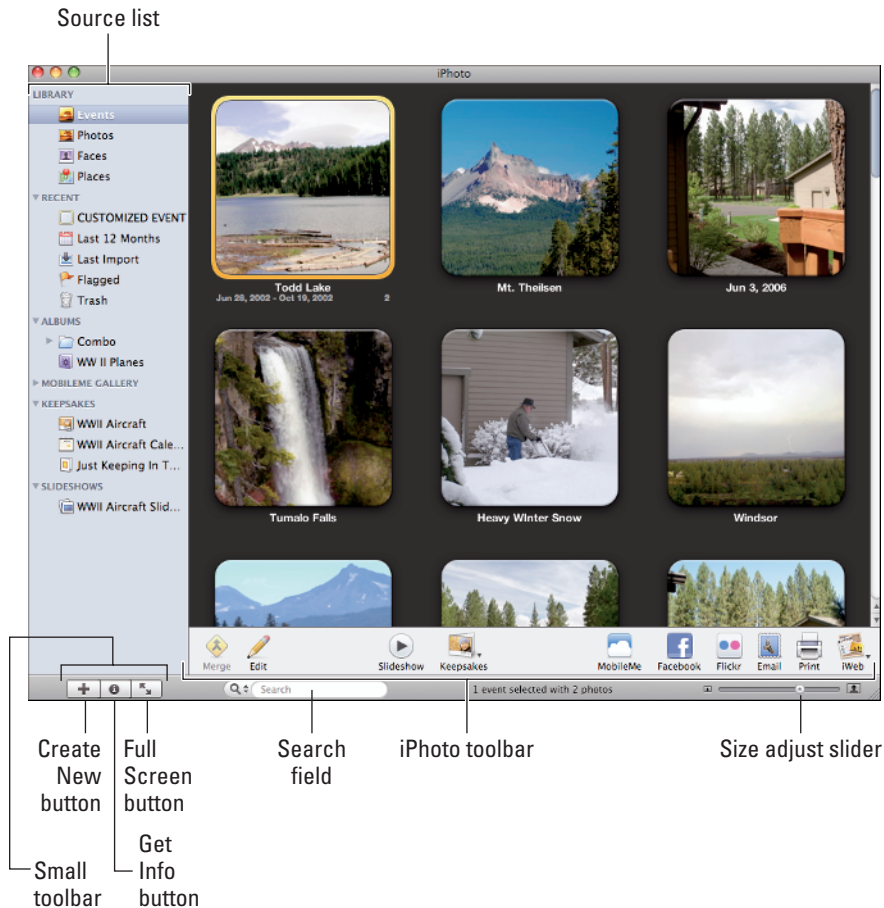 Source list
iPhoto
LIBRARY
Events
Photos
Faces
Places
RECENT
CUSTOMIZED EVENT
Last 12 Months
Last Import
Flagged
Trash
ALBUMS
Combo
WW II Planes
MOBILEME GALLERY
KEEPSAKES
WWII Aircraft
WWII Aircraft Cale...
Just Keeping In T...
SLIDESHOWS
WWII Aircraft Slid...
Todd Lake
Jun 28, 2002 - Oct 19, 2002 2
Mt. Theilsen
Jun 3, 2006
Tumalo Falls
Heavy WInter Snow
Windsor
Merge
Edit
Slideshow
Keepsakes
MobileMe
Facebook
Flickr
Email
Print
iWeb
Search
1 event selected with 2 photos
Create
New
button
Full
Screen
button
Search
field
iPhoto toolbar
Size adjust slider
Small
toolbar
Get
Info
button